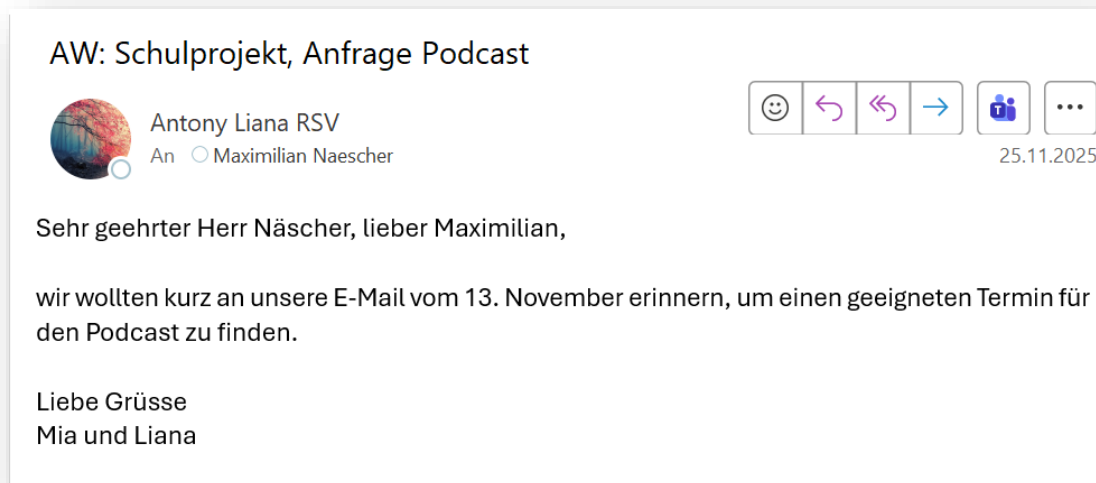 AW: Schulprojekt, Anfrage Podcast
Antony Liana RSV
An Maximilian Naescher
25.11.2025
Sehr geehrter Herr Näscher, lieber Maximilian,
wir wollten kurz an unsere E-Mail vom 13. November erinnern, um einen geeigneten Termin für
den Podcast zu finden.
Liebe Grüsse
Mia und Liana